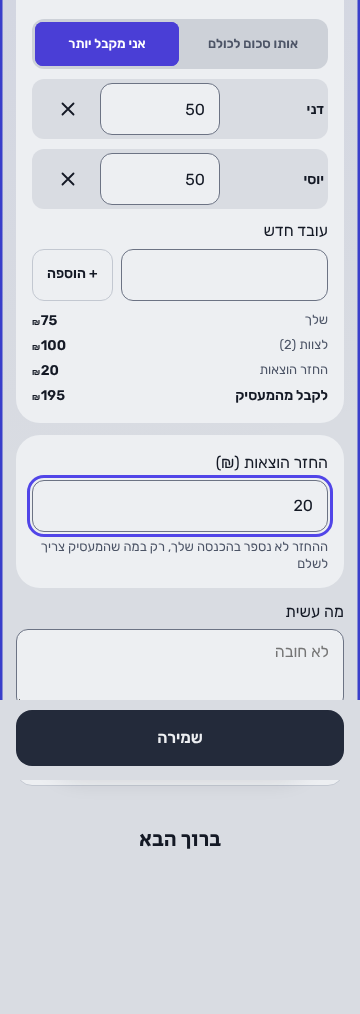 אותו סכום לכולם
אני מקבל יותר
דני
50
יוסי
50
עובד חדש
+ הוספה
שלך
75₪
לצוות (2)
100₪
החזר הוצאות
20₪
לקבל מהמעסיק
195₪
החזר הוצאות (₪)
20
ההחזר לא נספר בהכנסה שלך, רק במה שהמעסיק צריך
לשלם
מה עשית
לא חובה
שמירה
ברוך הבא